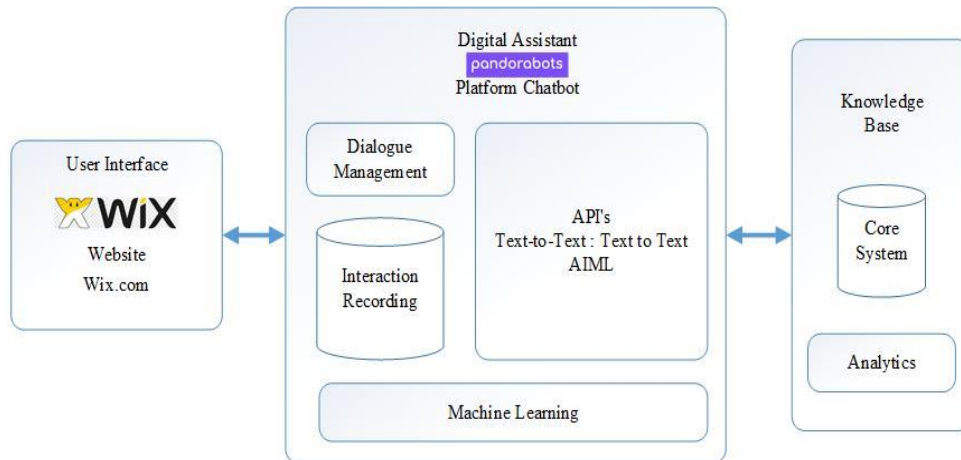 User Interface
WiX
Website
Wix.com
Digital Assistant
pandorabots
Platform Chatbot
Dialogue
Management
Interaction
Recording
API's
Text-to-Text : Text to Text
AIML
Machine Learning
Knowledge
Base
Core
System
Analytics